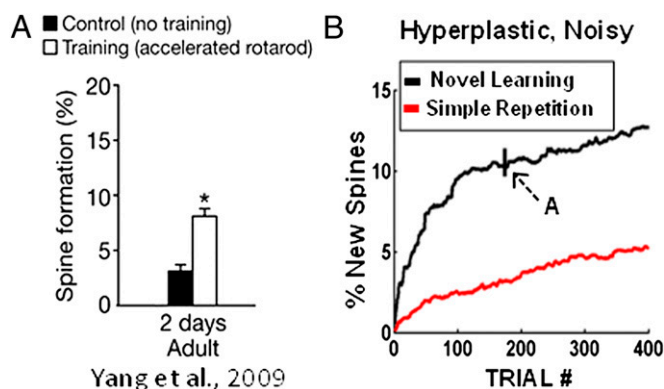 A
Control (no training)
Training (accelerated rotarod)
Spine formation (%)
20
15
10
5
0
*
2 days
Adult
Yang et al., 2009
B
Hyperplastic, Noisy
Novel Learning
Simple Repetition
% New Spines
15
10
5
0
A
0
100
200
300
400
TRIAL #